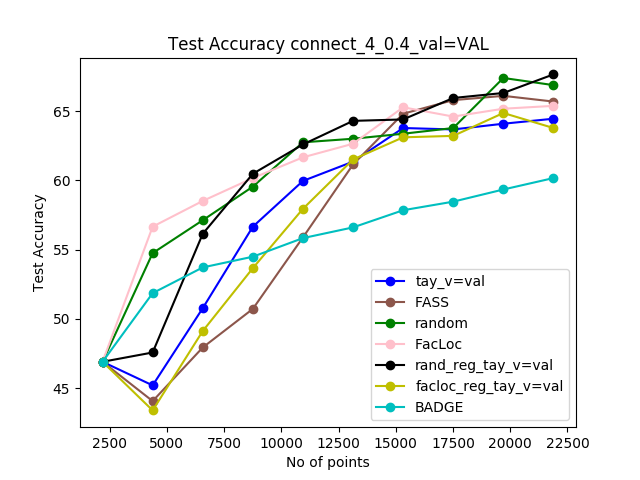 Test Accuracy connect_4_0.4_val=VAL
Test Accuracy
65
60
55
50
45
tay_v=val
FASS
random
FacLoc
rand_reg_tay_v=val
facloc_reg_tay_v=val
BADGE
2500 5000 7500 10000 12500 15000 17500 20000 22500
No of points